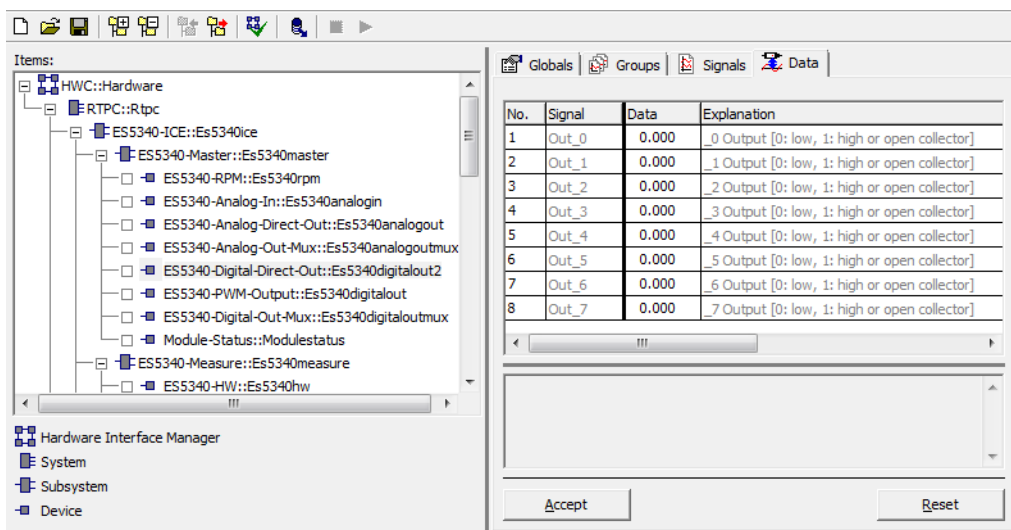 Items:
HWC::Hardware
RTPC::Rtpc
ES5340-ICE::Es5340ice
ES5340-Master::Es5340master
ES5340-RPM::Es5340rpm
ES5340-Analog-In::Es5340analogin
ES5340-Analog-Direct-Out::Es5340analogout
ES5340-Analog-Out-Mux::Es5340analogoutmux
ES5340-Digital-Direct-Out::Es5340digitalout2
ES5340-PWM-Output::Es5340digitalout
ES5340-Digital-Out-Mux::Es5340digitaloutmux
Module-Status::Modulestatus
ES5340-Measure::Es5340measure
ES5340-HW::Es5340hw
Hardware Interface Manager
System
Subsystem
Device
Globals Groups Signals Data
No. Signal Data Explanation
1 Out_0 0.000 _0 Output [0: low, 1: high or open collector]
2 Out_1 0.000 _1 Output [0: low, 1: high or open collector]
3 Out_2 0.000 _2 Output [0: low, 1: high or open collector]
4 Out_3 0.000 _3 Output [0: low, 1: high or open collector]
5 Out_4 0.000 _4 Output [0: low, 1: high or open collector]
6 Out_5 0.000 _5 Output [0: low, 1: high or open collector]
7 Out_6 0.000 _6 Output [0: low, 1: high or open collector]
8 Out_7 0.000 _7 Output [0: low, 1: high or open collector]
Accept Reset